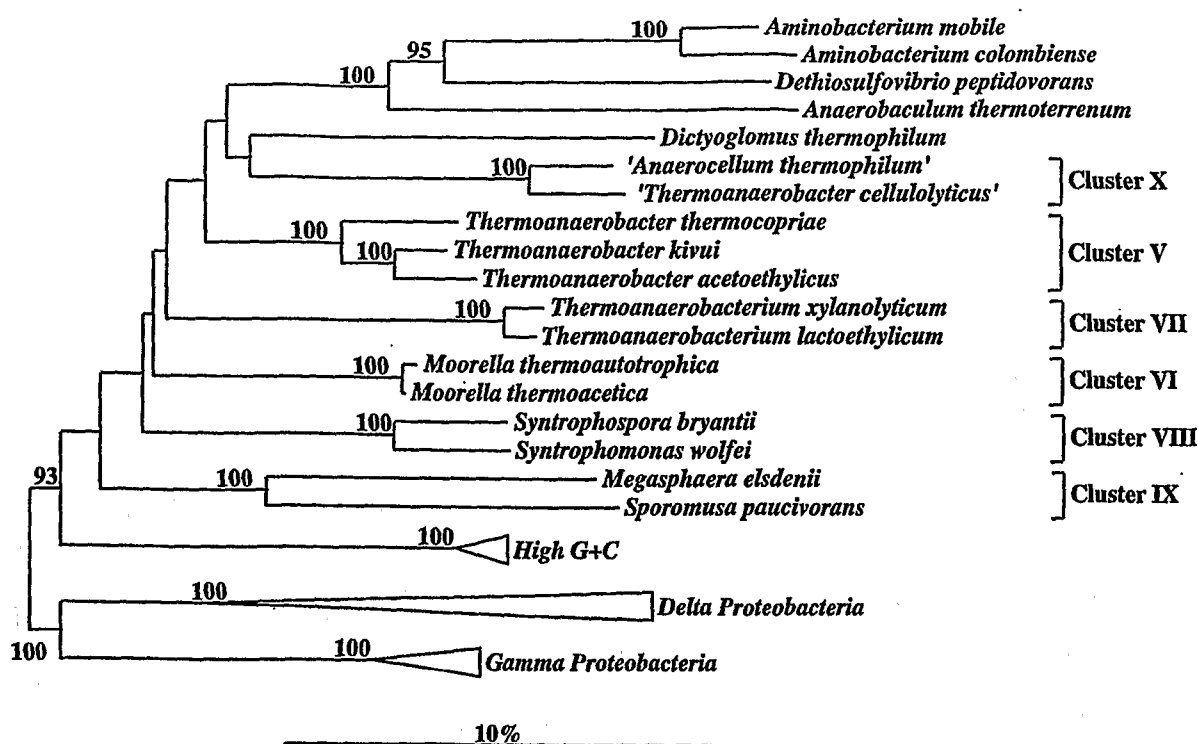 100
Aminobacterium mobile
95
Aminobacterium colombiense
100
Dethiosulfovibrio peptidovorans
Anaerobaculum thermoterrenum
Dictyoglomus thermophilum
100
'Anaerocellum thermophilum'
'Thermoanaerobacter cellulolyticus'
Cluster X
Thermoanaerobacter thermocopriae
100
100
Thermoanaerobacter kivui
Thermoanaerobacter acetoethylicus
Cluster V
100
Thermoanaerobacterium xylanolyticum
Thermoanaerobacterium lactoethylicum
Cluster VII
100
Moorella thermoautotrophica
Moorella thermoacetica
Cluster VI
100
Syntrophospora bryantii
Syntrophomonas wolfei
Cluster VIII
93
100
Megasphaera elsdenii
Sporomusa paucivorans
Cluster IX
100
High G+C
100
Delta Proteobacteria
100
100
Gamma Proteobacteria
10%